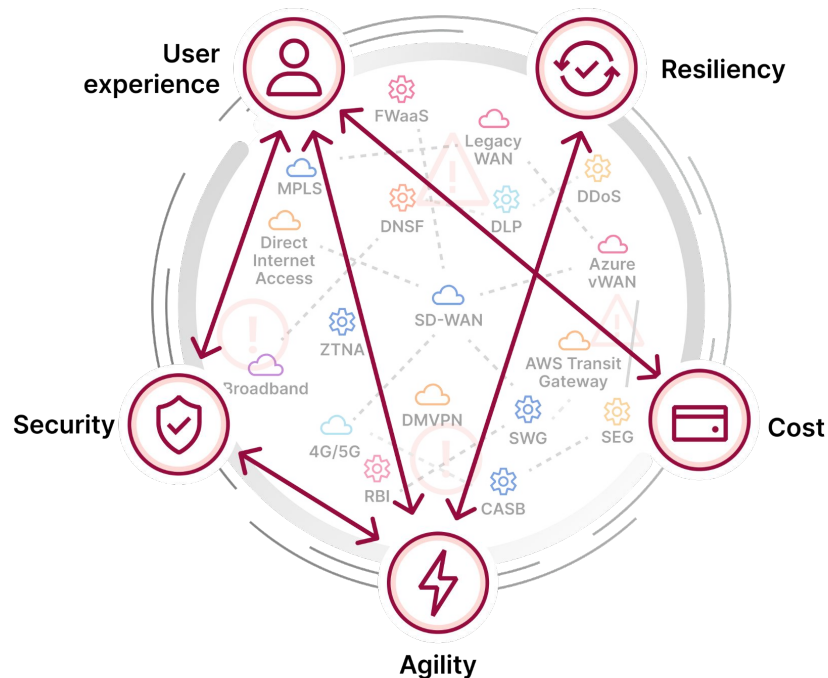 User
experience
Resiliency
FWaaS
Legacy
WAN
MPLS
DDoS
DNSF
DLP
Direct
Internet
Access
Azure
vWAN
SD-WAN
ZTNA
AWS Transit
Gateway
Broadband
DMVPN
Security
SWG
SEG
Cost
4G/5G
RBI
CASB
Agility